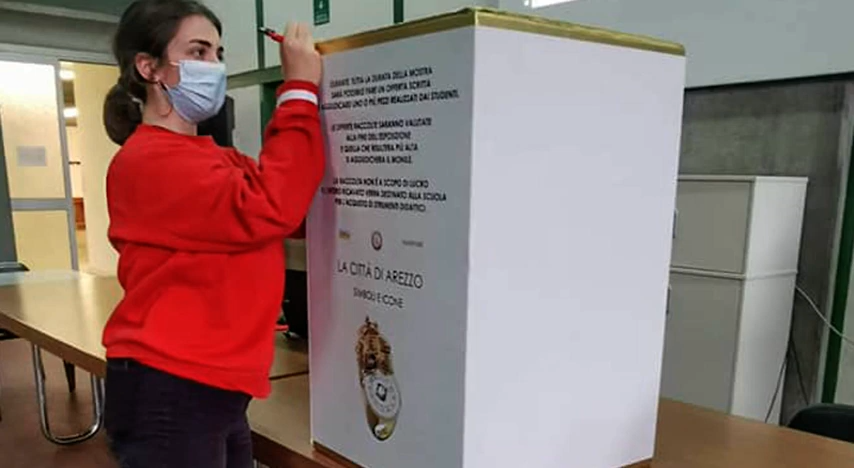 DURANTE TUTTA LA DURATA DELLA MOSTRA
SARÀ POSSIBILE FARE UN OFFERTA SCRITTA
AGGIUDICARSI UNO O PIÙ PEZZI REALIZZATI DAI STUDENTI.
LE OFFERTE RACCOLTE SARANNO VALUTATE
ALLA FINE DELL'ESPOSIZIONE
E QUELLA CHE RISULTERÀ PIÙ ALTA
SI AGGIUDICHERÀ IL MONILE.
LA RACCOLTA NON È A SCOPO DI LUCRO
RICAVATO VERRÀ DESTINATO ALLA SCUOLA
PER L'ACQUISTO DI STRUMENTI DIDATTICI.
LA CITTÀ DI AREZZO
SIMBOLI E ICONE